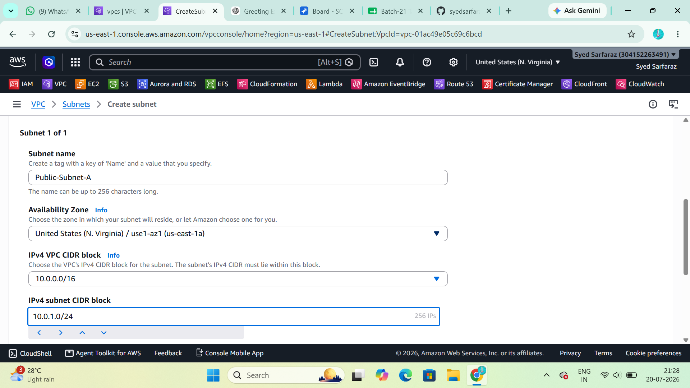 (9) Whats
vpcs | VPC
CreateSub
Greeting E
Board - SC
Batch-21
syedsarfa
Ask Gemini
us-east-1.console.aws.amazon.com/vpcconsole/home?region=us-east-1#CreateSubnet:VpcId=vpc-01ac49e05c69c6bcd
aws
Search
[Alt+S]
United States (N. Virginia)
Syed Sarfaraz (304152263491)
Syed Sarfaraz
IAM
VPC
EC2
S3
Aurora and RDS
EFS
CloudFormation
Lambda
Amazon EventBridge
Route 53
Certificate Manager
CloudFront
CloudWatch
VPC > Subnets > Create subnet
Subnet 1 of 1
Subnet name
Create a tag with a key of 'Name' and a value that you specify.
Public-Subnet-A
The name can be up to 256 characters long.
Availability Zone Info
Choose the zone in which your subnet will reside, or let Amazon choose one for you.
United States (N. Virginia) / use1-az1 (us-east-1a)
IPv4 VPC CIDR block Info
Choose the VPC's IPv4 CIDR block for the subnet. The subnet's IPv4 CIDR must lie within this block.
10.0.0.0/16
IPv4 subnet CIDR block
10.0.1.0/24
256 IPs
CloudShell
Agent Toolkit for AWS
Feedback
Console Mobile App
© 2026, Amazon Web Services, Inc. or its affiliates.
Privacy
Terms
Cookie preferences
3
28°C
Light rain
Search
ENG
IN
21:28
20-07-2026